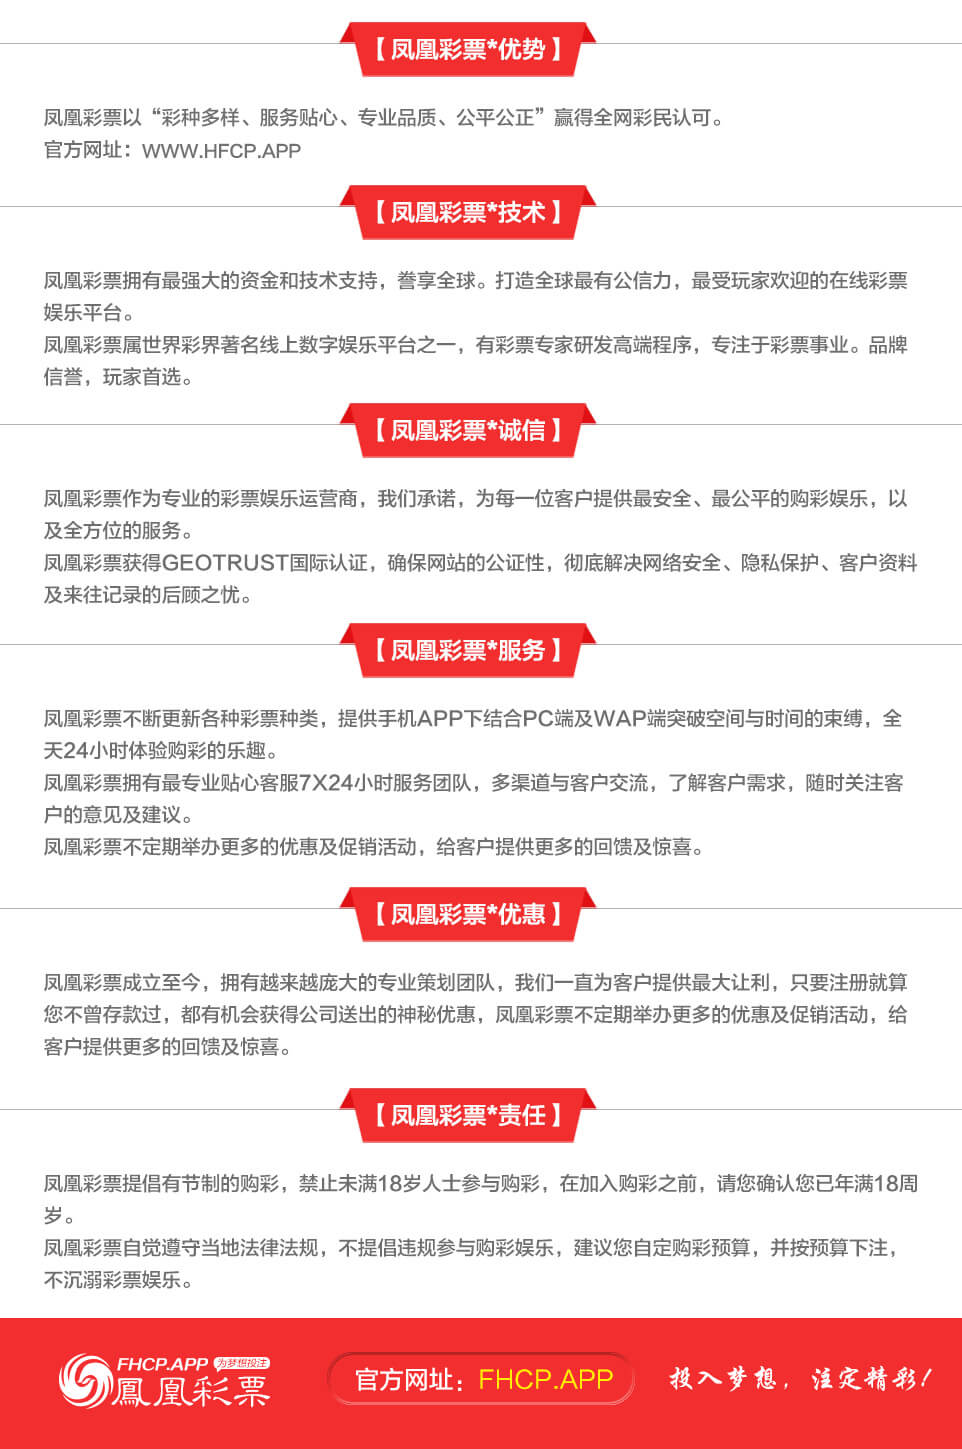 【凤凰彩票*优势】
凤凰彩票以“彩种多样、服务贴心、专业品质、公平公正”赢得全网彩民认可。
官方网址：WWW.HFCP.APP
【凤凰彩票*技术】
凤凰彩票拥有最强大的资金和技术支持，誉享全球。打造全球最有公信力，最受玩家欢迎的在线彩票
娱乐平台。
凤凰彩票属世界彩界著名线上数字娱乐平台之一，有彩票专家研发高端程序，专注于彩票事业。品牌
信誉，玩家首选。
【凤凰彩票*诚信】
凤凰彩票作为专业的彩票娱乐运营商，我们承诺，为每一位客户提供最安全、最公平的购彩娱乐，以
及全方位的服务。
凤凰彩票获得GEOTRUST国际认证，确保网站的公证性，彻底解决网络安全、隐私保护、客户资料
及来往记录的后顾之忧。
【凤凰彩票*服务】
凤凰彩票不断更新各种彩票种类，提供手机APP下结合PC端及WAP端突破空间与时间的束缚，全
天24小时体验购彩的乐趣。
凤凰彩票拥有最专业贴心客服7X24小时服务团队，多渠道与客户交流，了解客户需求，随时关注客
户的意见及建议。
凤凰彩票不定期举办更多的优惠及促销活动，给客户提供更多的回馈及惊喜。
【凤凰彩票*优惠】
凤凰彩票成立至今，拥有越来越庞大的专业策划团队，我们一直为客户提供最大让利，只要注册就算
您不曾存款过，都有机会获得公司送出的神秘优惠，凤凰彩票不定期举办更多的优惠及促销活动，给
客户提供更多的回馈及惊喜。
【凤凰彩票*责任】
凤凰彩票提倡有节制的购彩，禁止未满18岁人士参与购彩，在加入购彩之前，请您确认您已年满18周
岁。
凤凰彩票自觉遵守当地法律法规，不提倡违规参与购彩娱乐，建议您自定购彩预算，并按预算下注，
不沉溺彩票娱乐。
FHCP.APP 为梦想投注
鳳凰彩票
官方网址：FHCP.APP
投入梦想，注定精彩！